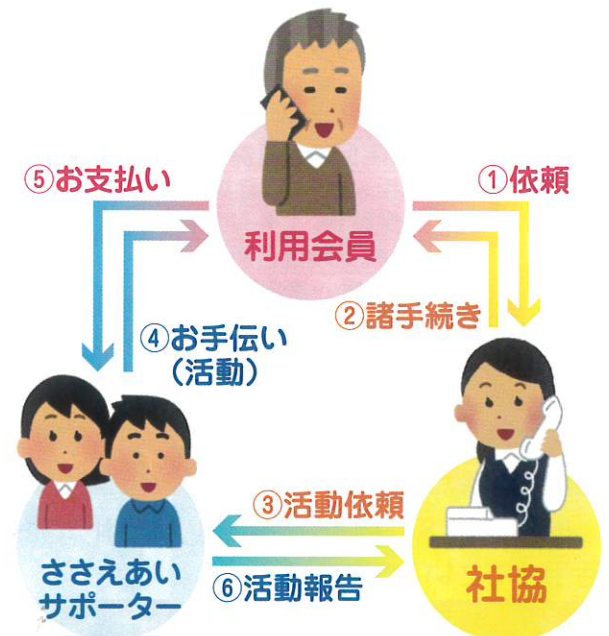 ⑤お支払い
①依頼
利用会員
②諸手続き
④お手伝い
(活動)
③活動依頼
ささえあい
サポーター
⑥活動報告
社協